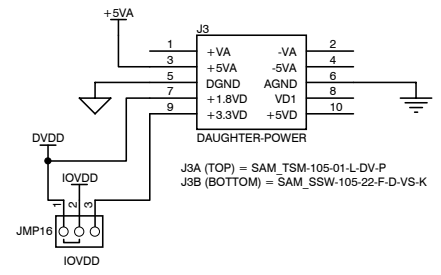 +5VA
J3
1 +VA -VA 2
3 +5VA -5VA 4
5 DGND AGND 6
7 +1.8VD VD1 8
9 +3.3VD +5VD 10
DAUGHTER-POWER
DVDD
IOVDD
J3A (TOP) = SAM_TSM-105-01-L-DV-P
J3B (BOTTOM) = SAM_SSW-105-22-F-D-VS-K
1 2 3
JMP16
IOVDD